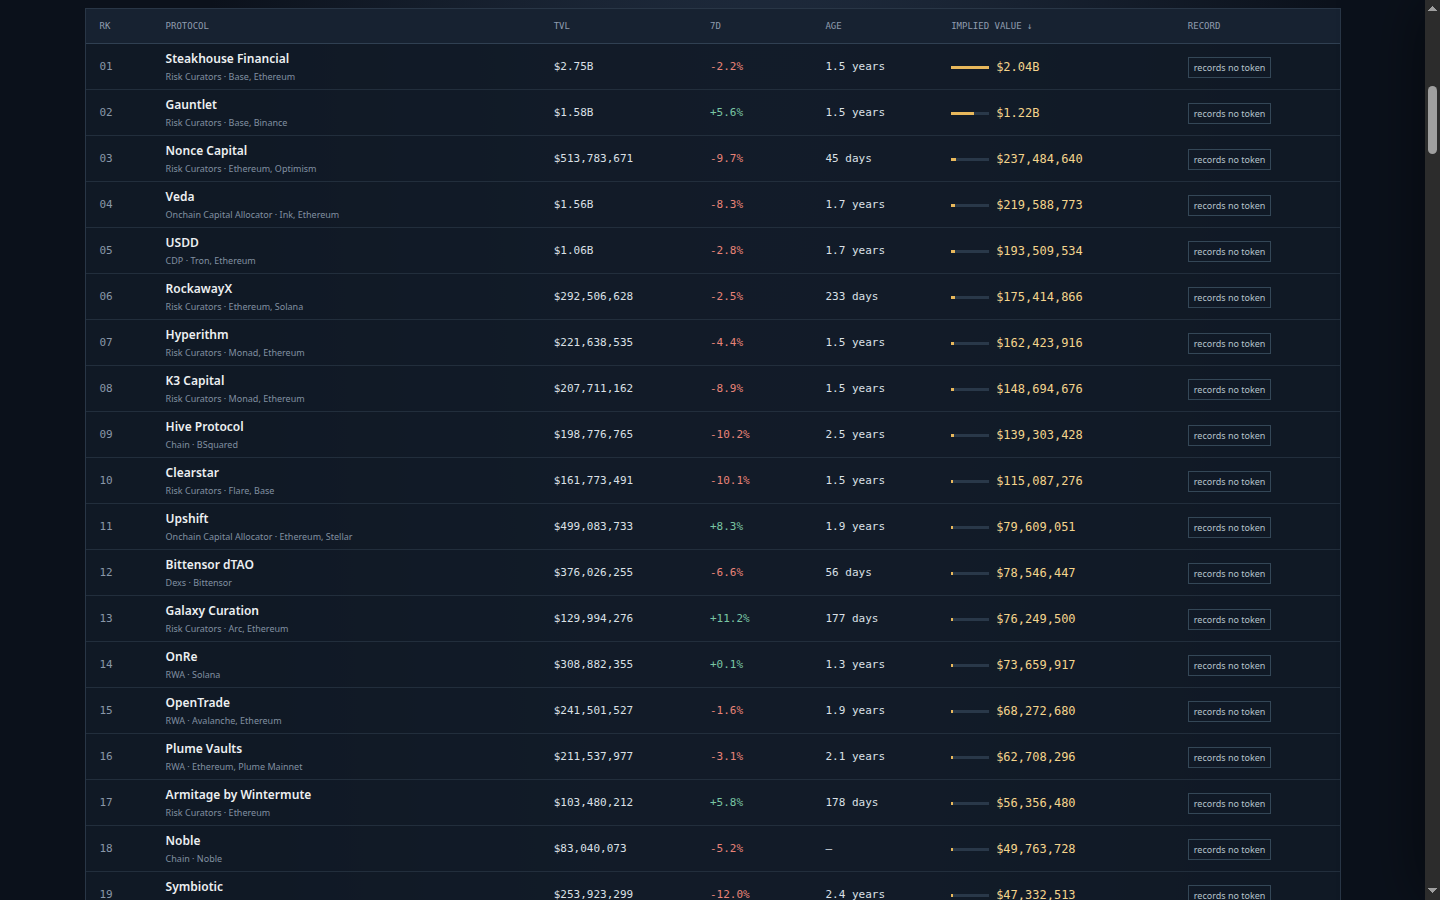 RK PROTOCOL TVL 7D AGE IMPLIED VALUE ↓ RECORD
01 Steakhouse Financial $2.75B -2.2% 1.5 years $2.04B records no token
Risk Curators · Base, Ethereum
02 Gauntlet $1.58B +5.6% 1.5 years $1.22B records no token
Risk Curators · Base, Binance
03 Nonce Capital $513,783,671 -9.7% 45 days $237,484,640 records no token
Risk Curators · Ethereum, Optimism
04 Veda $1.56B -8.3% 1.7 years $219,588,773 records no token
Onchain Capital Allocator · Ink, Ethereum
05 USDD $1.06B -2.8% 1.7 years $193,509,534 records no token
CDP · Tron, Ethereum
06 RockawayX $292,506,628 -2.5% 233 days $175,414,866 records no token
Risk Curators · Ethereum, Solana
07 Hyperithm $221,638,535 -4.4% 1.5 years $162,423,916 records no token
Risk Curators · Monad, Ethereum
08 K3 Capital $207,711,162 -8.9% 1.5 years $148,694,676 records no token
Risk Curators · Monad, Ethereum
09 Hive Protocol $198,776,765 -10.2% 2.5 years $139,303,428 records no token
Chain · BSquared
10 Clearstar $161,773,491 -10.1% 1.5 years $115,087,276 records no token
Risk Curators · Flare, Base
11 Upshift $499,083,733 +8.3% 1.9 years $79,609,051 records no token
Onchain Capital Allocator · Ethereum, Stellar
12 Bittensor dTAO $376,026,255 -6.6% 56 days $78,546,447 records no token
Dexs · Bittensor
13 Galaxy Curation $129,994,276 +11.2% 177 days $76,249,500 records no token
Risk Curators · Arc, Ethereum
14 OnRe $308,882,355 +0.1% 1.3 years $73,659,917 records no token
RWA · Solana
15 OpenTrade $241,501,527 -1.6% 1.9 years $68,272,680 records no token
RWA · Avalanche, Ethereum
16 Plume Vaults $211,537,977 -3.1% 2.1 years $62,708,296 records no token
RWA · Ethereum, Plume Mainnet
17 Armitage by Wintermute $103,480,212 +5.8% 178 days $56,356,480 records no token
Risk Curators · Ethereum
18 Noble $83,040,073 -5.2% — $49,763,728 records no token
Chain · Noble
19 Symbiotic $253,923,299 -12.0% 2.4 years $47,332,513 records no token